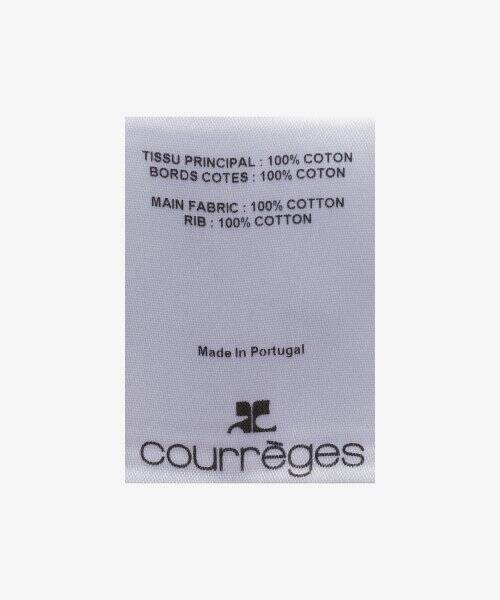 TISSU PRINCIPAL : 100% COTON
BORDS COTES : 100% COTON
MAIN FABRIC : 100% COTTON
RIB : 100% COTTON
Made In Portugal
courrèges